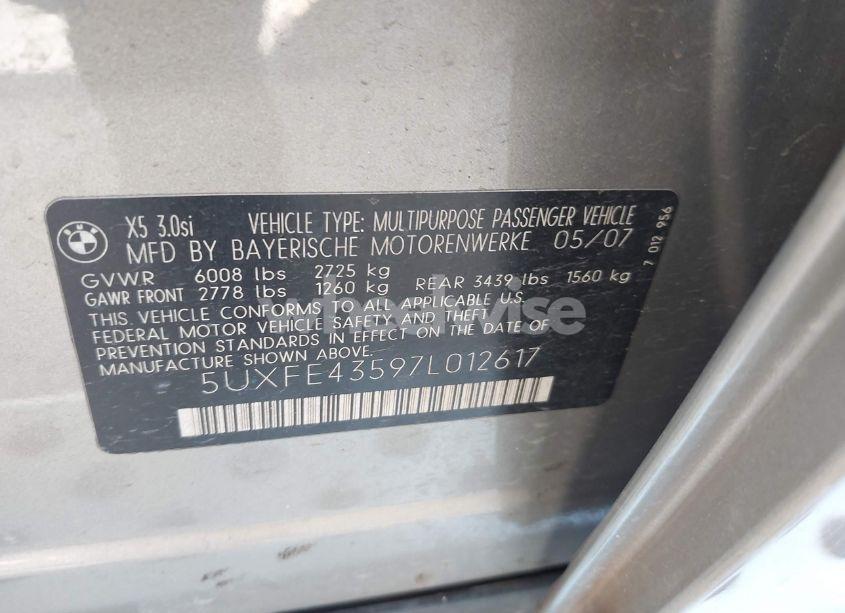 BMW
X5 3.0si VEHICLE TYPE: MULTIPURPOSE PASSENGER VEHICLE
MFD BY BAYERISCHE MOTORENWERKE 05/07
GVWR 6008 lbs 2725 kg
GAWR FRONT 2778 lbs 1260 kg REAR 3439 lbs 1560 kg
THIS VEHICLE CONFORMS TO ALL APPLICABLE U.S.
FEDERAL MOTOR VEHICLE SAFETY AND THEFT
PREVENTION STANDARDS IN EFFECT ON THE DATE OF
MANUFACTURE SHOWN ABOVE.
5UXFE43597L012617
7 012 956
wheelwise